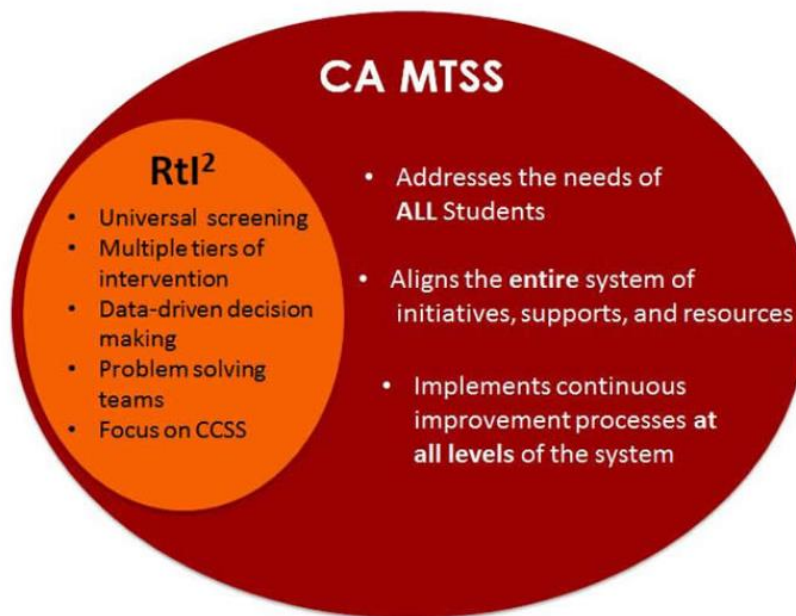 CA MTSS
RtI²
• Universal screening
• Multiple tiers of
intervention
• Data-driven decision
making
• Problem solving
teams
• Focus on CCSS
• Addresses the needs of
ALL Students
• Aligns the entire system of
initiatives, supports, and resources
• Implements continuous
improvement processes at
all levels of the system